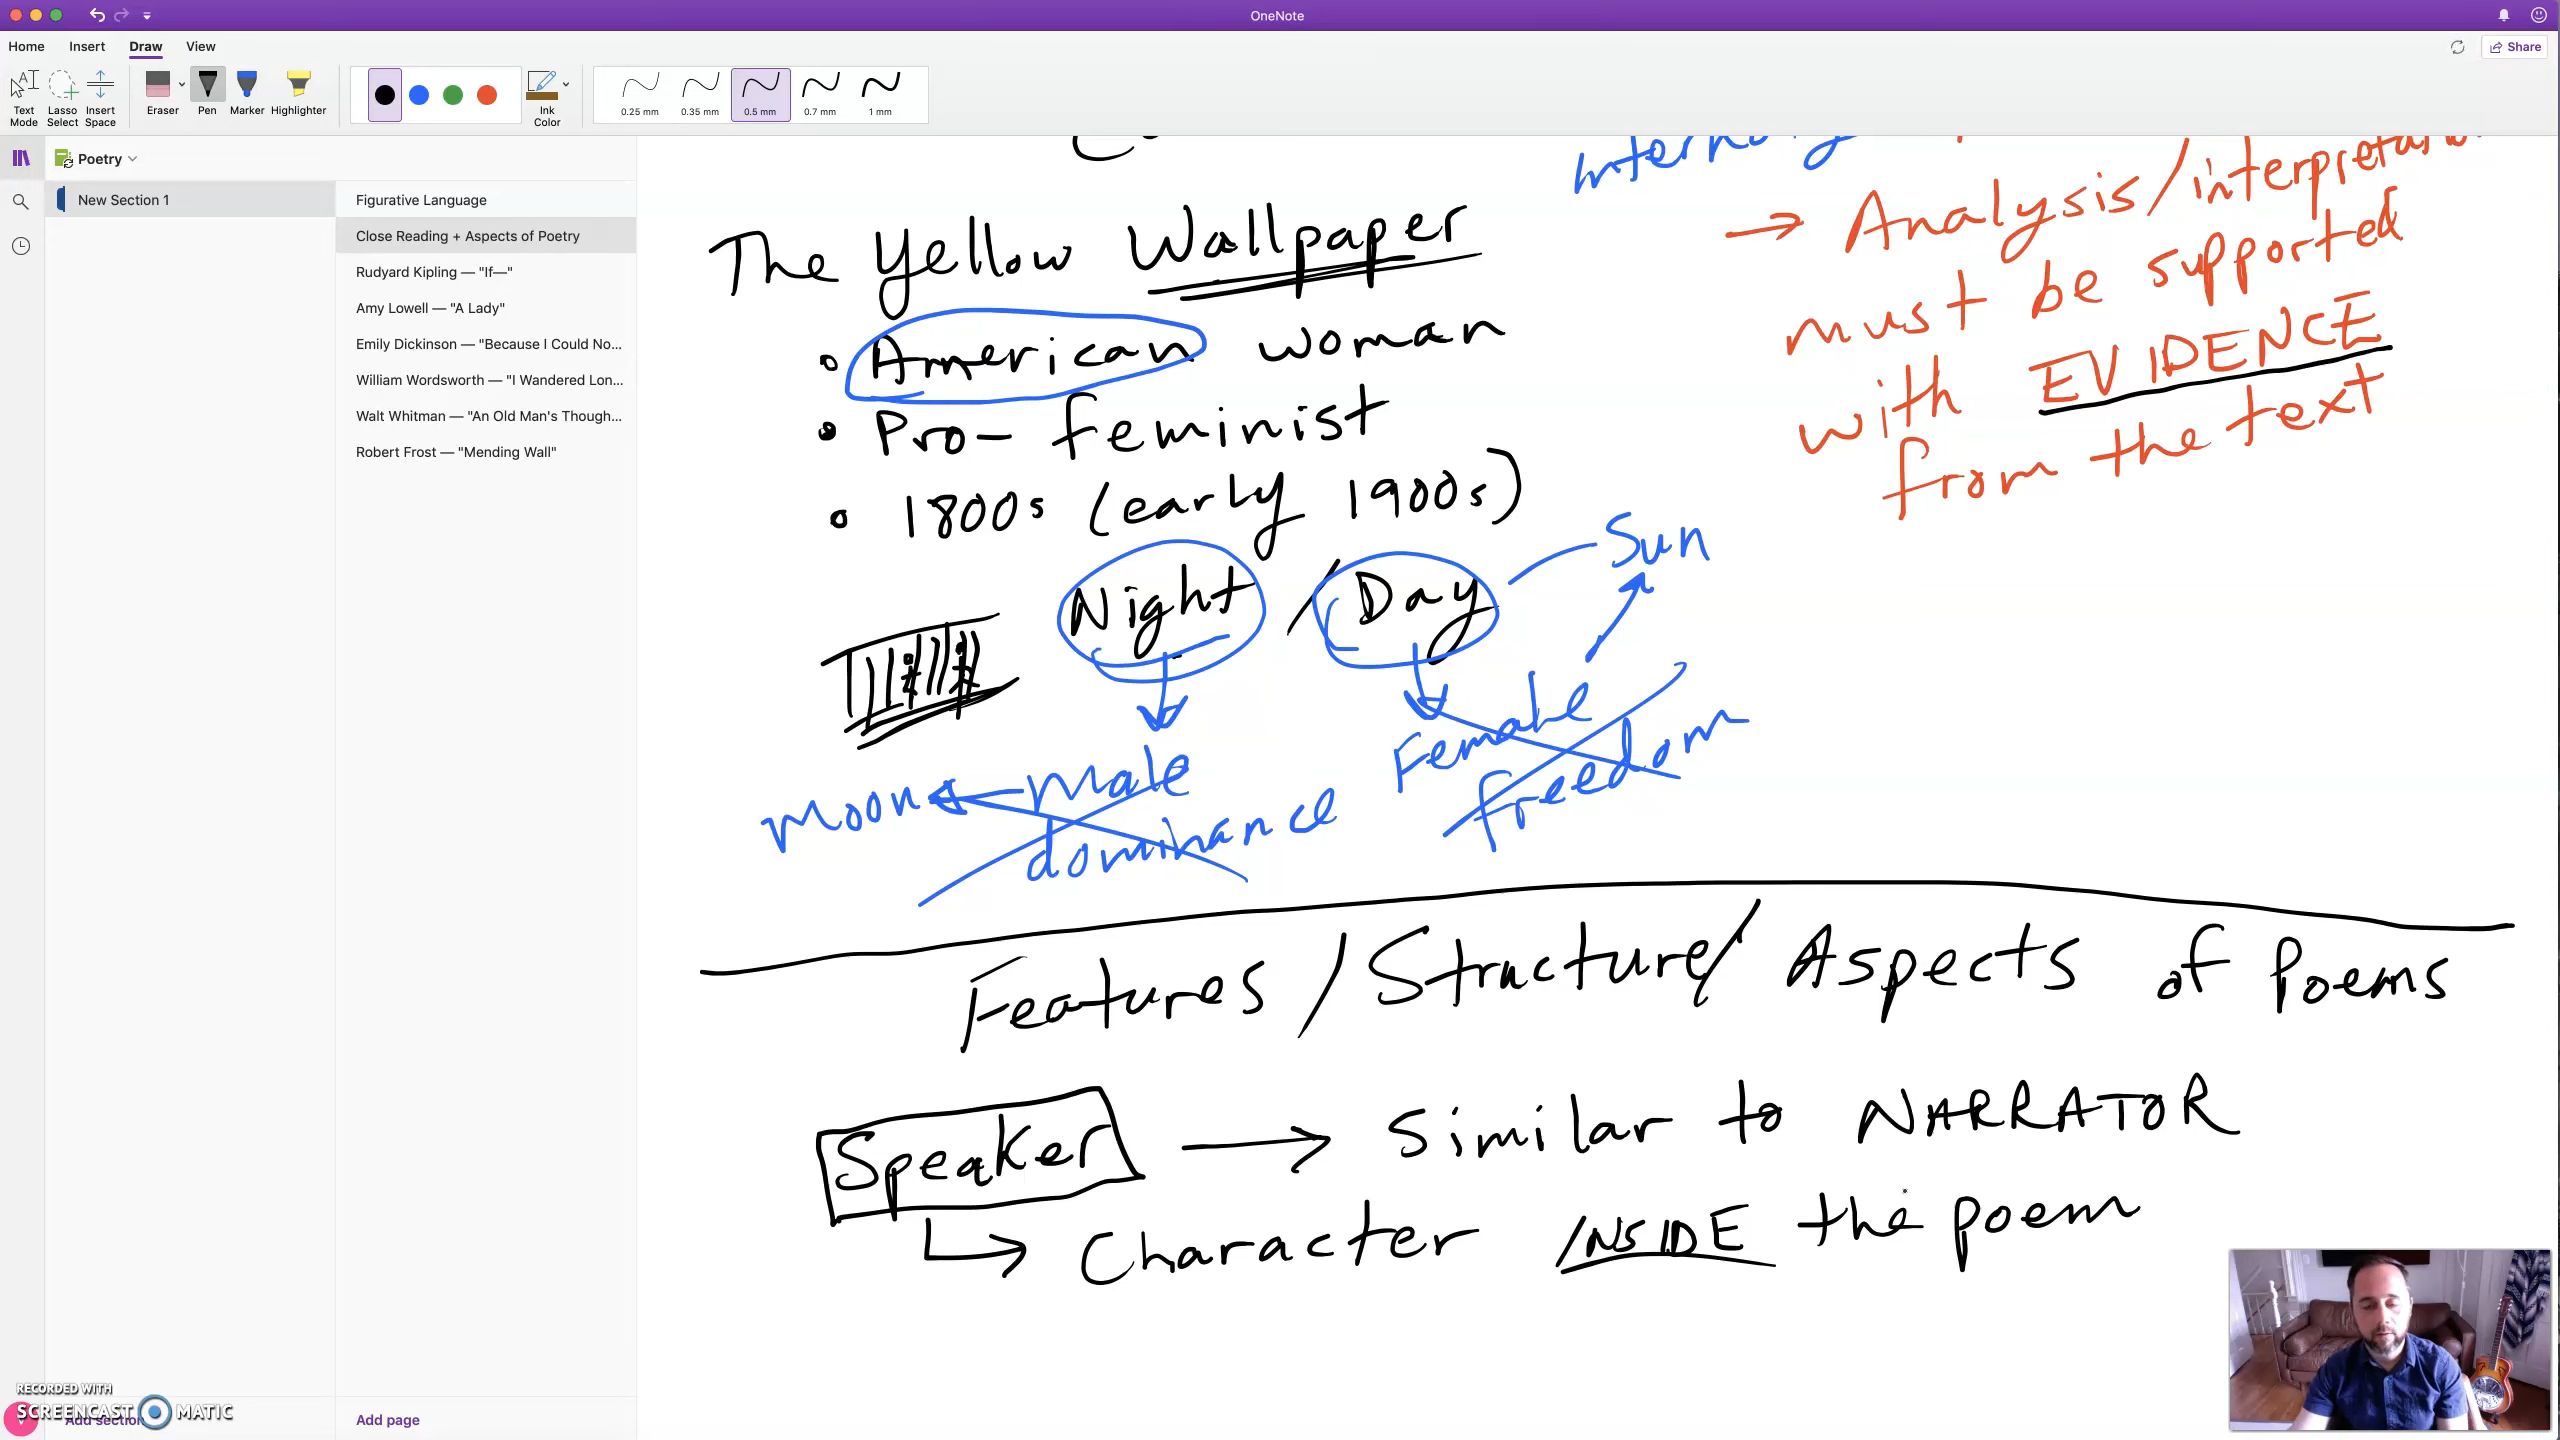 OneNote
Home Insert Draw View
Share
Text Mode
Lasso Select
Insert Space
Eraser
Pen
Marker
Highlighter
Ink Color
0.25 mm
0.35 mm
0.5 mm
0.7 mm
1 mm
Poetry
New Section 1
Figurative Language
Close Reading + Aspects of Poetry
Rudyard Kipling — "If—"
Amy Lowell — "A Lady"
Emily Dickinson — "Because I Could No...
William Wordsworth — "I Wandered Lon...
Walt Whitman — "An Old Man's Though...
Robert Frost — "Mending Wall"
Add section
Add page
The Yellow Wallpaper
• American woman
• Pro-feminist
• 1800s (early 1900s)
Night / Day
Sun
Moon
Male
dominance
Female
freedom
→ Analysis/interpretation
must be supported
with EVIDENCE
from the text
Features / Structure / Aspects of Poems
Speaker → Similar to NARRATOR
Character INSIDE the poem
RECORDED WITH
SCREENCAST MATIC